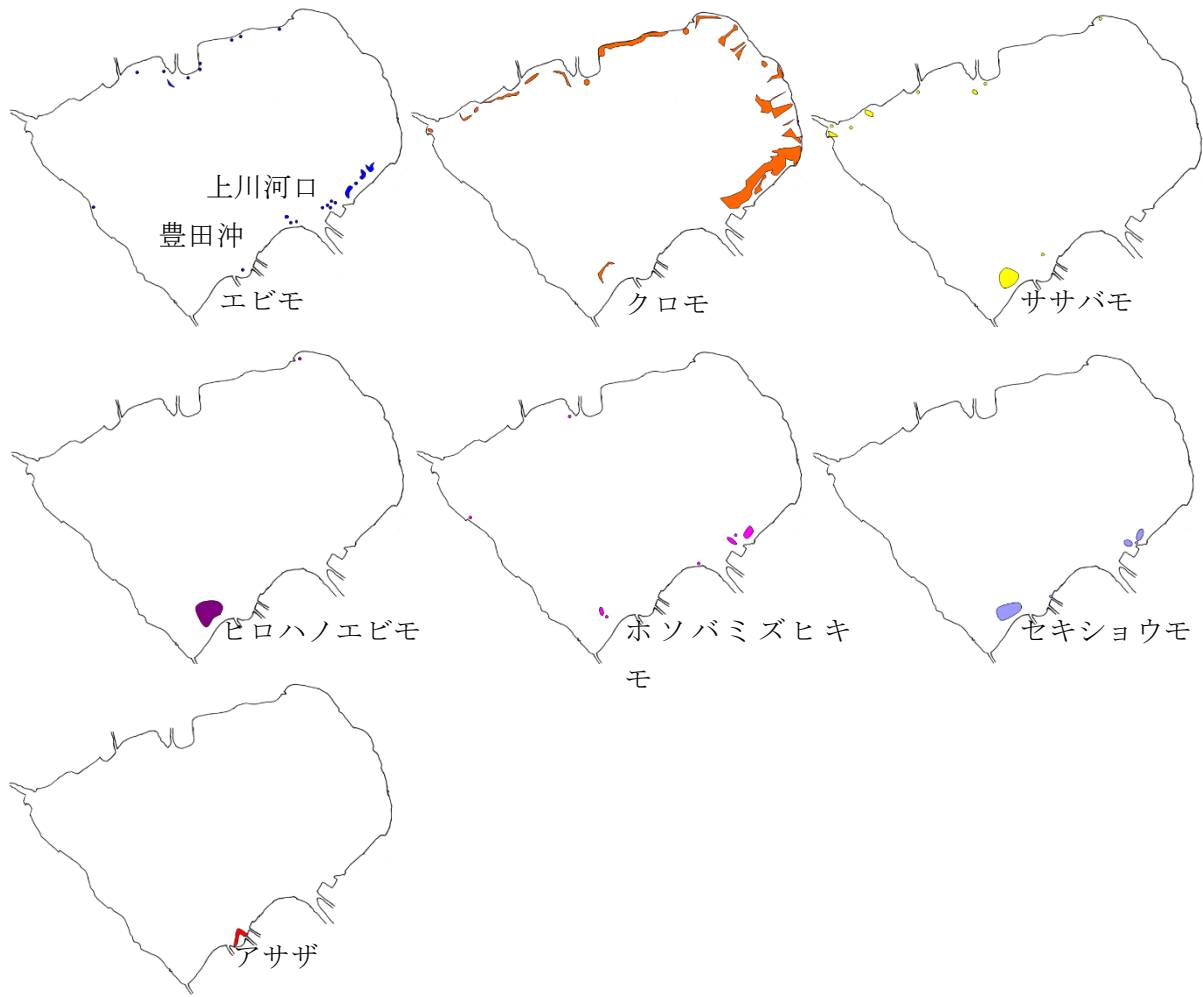 上川河口
豊田沖
エビモ
クロモ
ササバモ
ヒロハノエビモ
ホソバミズヒキ
モ
セキショウモ
アサザ